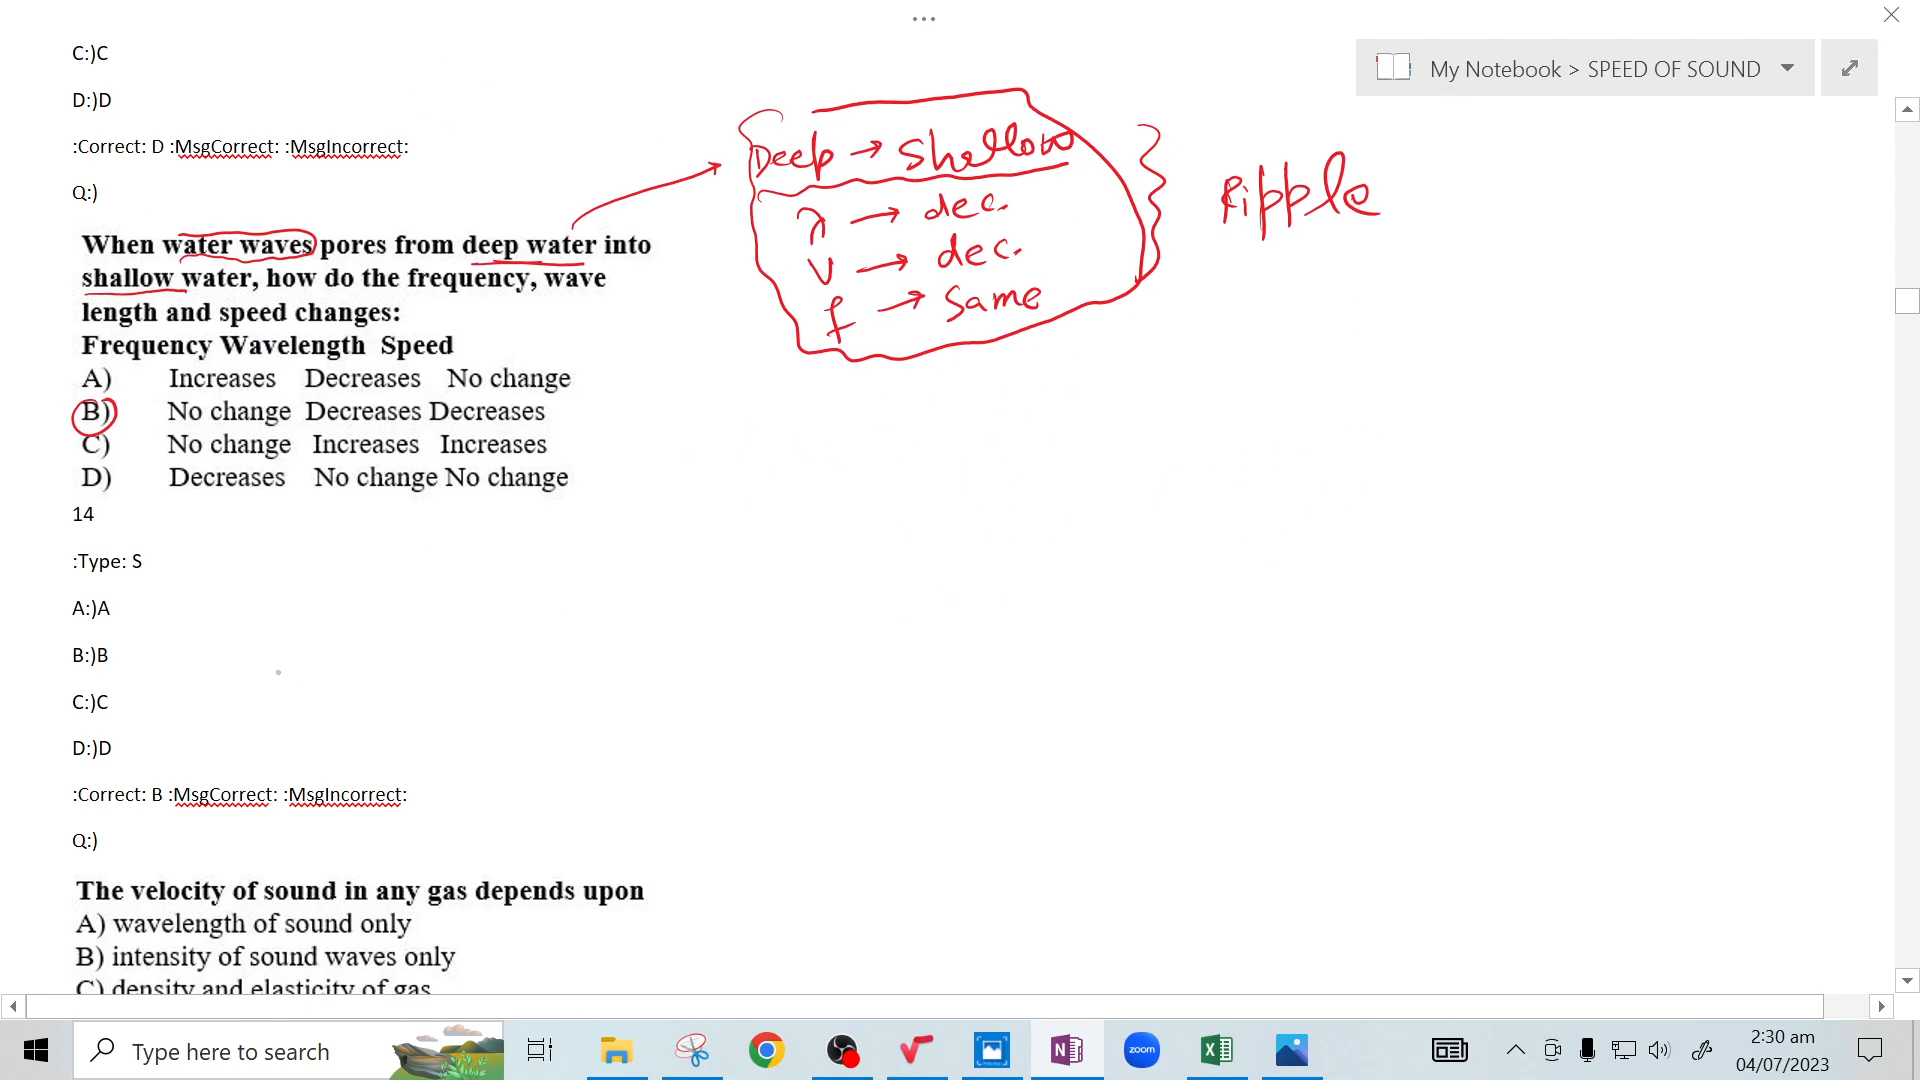 C:)C
My Notebook > SPEED OF SOUND
D:)D
:Correct: D :MsgCorrect: :MsgIncorrect:
Q:)
Deep → Shallow
λ → dec.
v → dec.
f → Same
Ripple
When water waves pores from deep water into
shallow water, how do the frequency, wave
length and speed changes:
Frequency Wavelength Speed
A) Increases Decreases No change
B) No change Decreases Decreases
C) No change Increases Increases
D) Decreases No change No change
14
:Type: S
A:)A
B:)B
C:)C
D:)D
:Correct: B :MsgCorrect: :MsgIncorrect:
Q:)
The velocity of sound in any gas depends upon
A) wavelength of sound only
B) intensity of sound waves only
C) density and elasticity of gas
Type here to search
zoom
2:30 am
04/07/2023